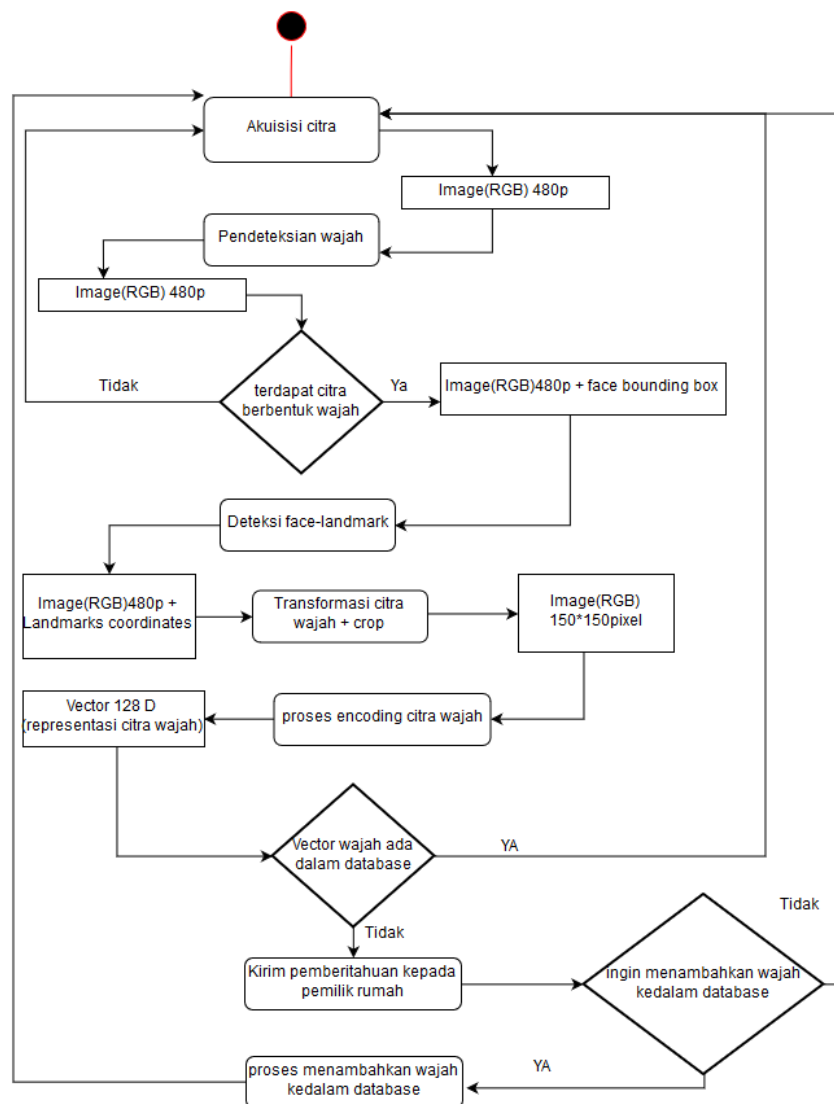 Akuisisi citra
Image(RGB) 480p
Pendeteksian wajah
Image(RGB) 480p
Tidak
terdapat citra
berbentuk wajah
Ya
Image(RGB)480p + face bounding box
Deteksi face-landmark
Image(RGB)480p +
Landmarks coordinates
Transformasi citra
wajah + crop
Image(RGB)
150*150pixel
Vector 128 D
(representasi citra wajah)
proses encoding citra wajah
Vector wajah ada
dalam database
YA
Tidak
Tidak
Kirim pemberitahuan kepada
pemilik rumah
ingin menambahkan wajah
kedalam database
proses menambahkan wajah
kedalam database
YA